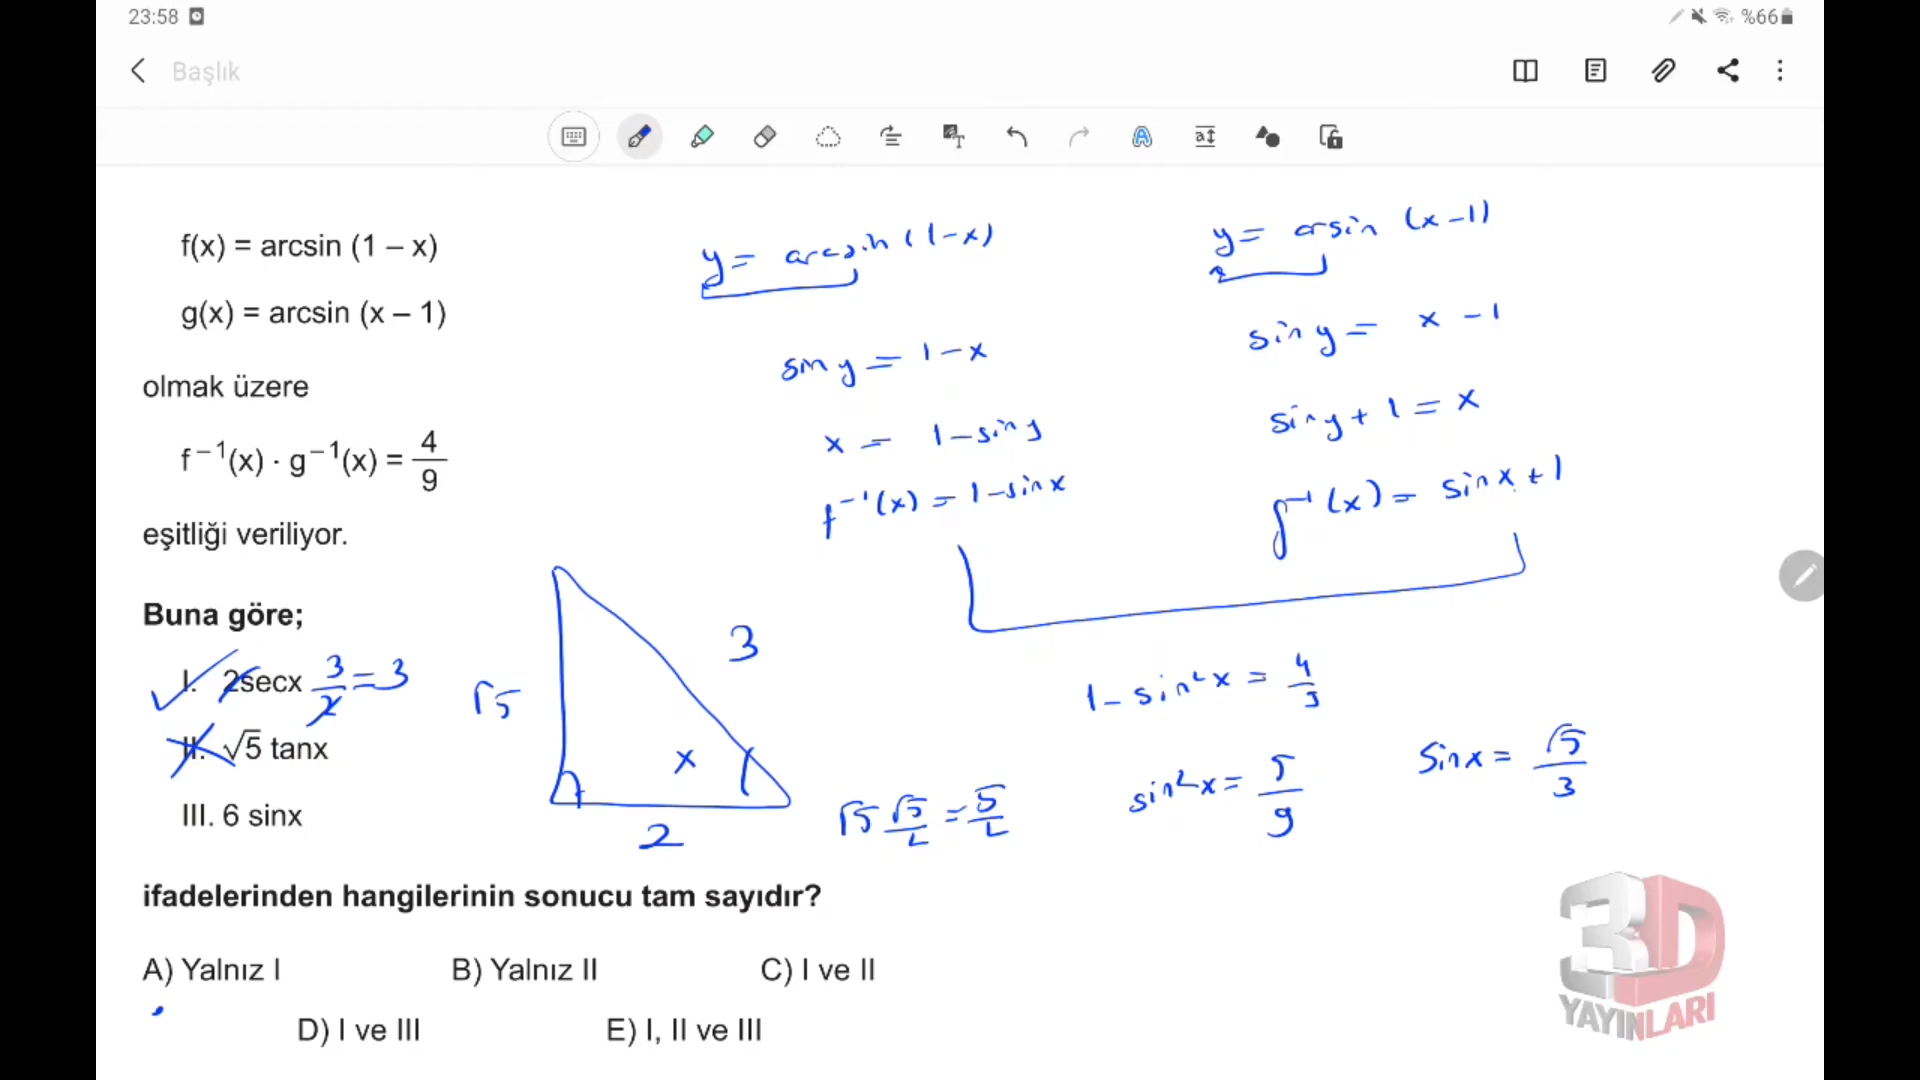 23:58
%66
Başlık
f(x) = arcsin (1 – x)
g(x) = arcsin (x – 1)
olmak üzere
f⁻¹(x) · g⁻¹(x) = 4/9
eşitliği veriliyor.
Buna göre;
I. 2secx 3/2 = 3
II. √5 tanx
III. 6 sinx
ifadelerinden hangilerinin sonucu tam sayıdır?
A) Yalnız I
B) Yalnız II
C) I ve II
D) I ve III
E) I, II ve III
y = arcsin (1-x)
sin y = 1-x
x = 1-sin y
f⁻¹(x) = 1-sinx
y = arsin (x-1)
sin y = x - 1
sin y + 1 = x
g⁻¹(x) = sinx + 1
1 - sin²x = 4/9
sin²x = 5/9
sinx = √5/3
√5
3
x
2
√5 √5/2 = 5/2
3D
YAYINLARI